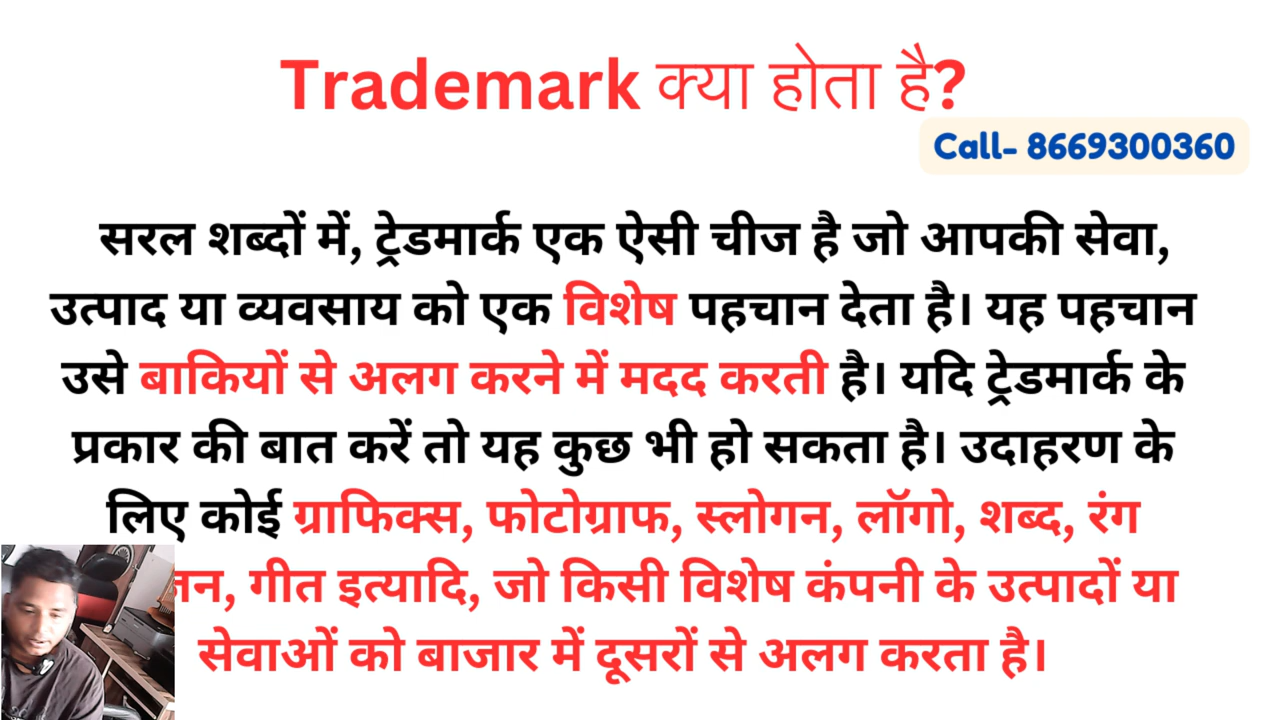 Trademark क्या होता है?
Call- 8669300360
सरल शब्दों में, ट्रेडमार्क एक ऐसी चीज है जो आपकी सेवा,
उत्पाद या व्यवसाय को एक विशेष पहचान देता है। यह पहचान
उसे बाकियों से अलग करने में मदद करती है। यदि ट्रेडमार्क के
प्रकार की बात करें तो यह कुछ भी हो सकता है। उदाहरण के
लिए कोई ग्राफिक्स, फोटोग्राफ, स्लोगन, लॉगो, शब्द, रंग
गीत इत्यादि, जो किसी विशेष कंपनी के उत्पादों या
सेवाओं को बाजार में दूसरों से अलग करता है।